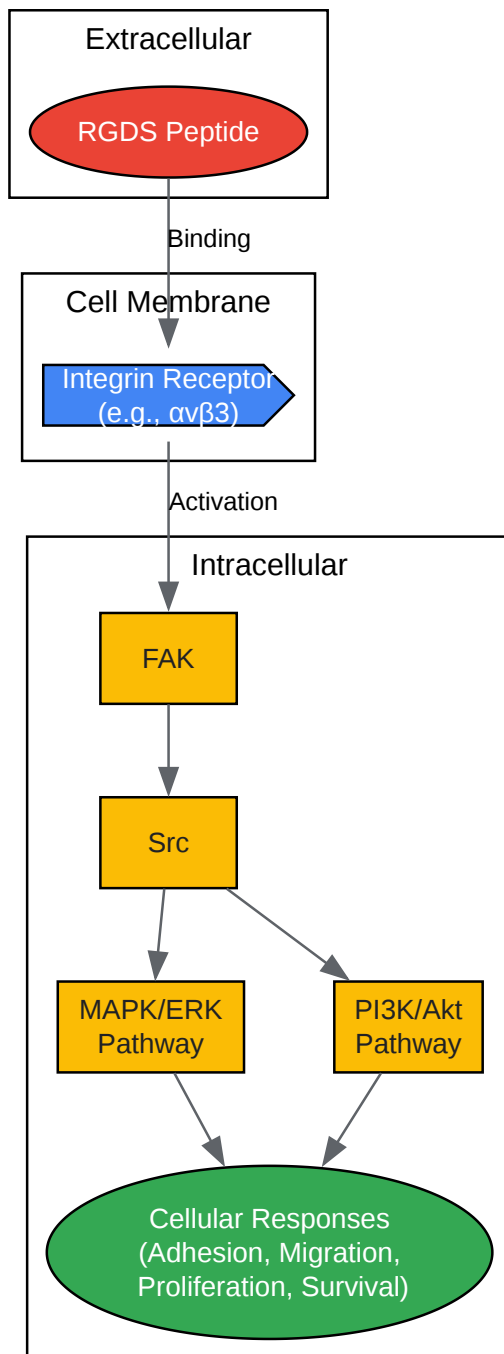 Extracellular
RGDS Peptide
Binding
Cell Membrane
Integrin Receptor
(e.g., αvβ3)
Activation
Intracellular
FAK
Src
MAPK/ERK
Pathway
PI3K/Akt
Pathway
Cellular Responses
(Adhesion, Migration,
Proliferation, Survival)